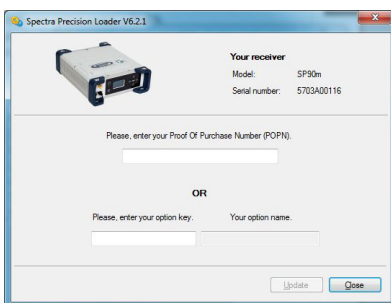 Spectra Precision Loader V6.2.1
Your receiver
Model: SP90m
Serial number: 5703A00116
Please, enter your Proof Of Purchase Number (POPN).
OR
Please, enter your option key. Your option name.
Update Close